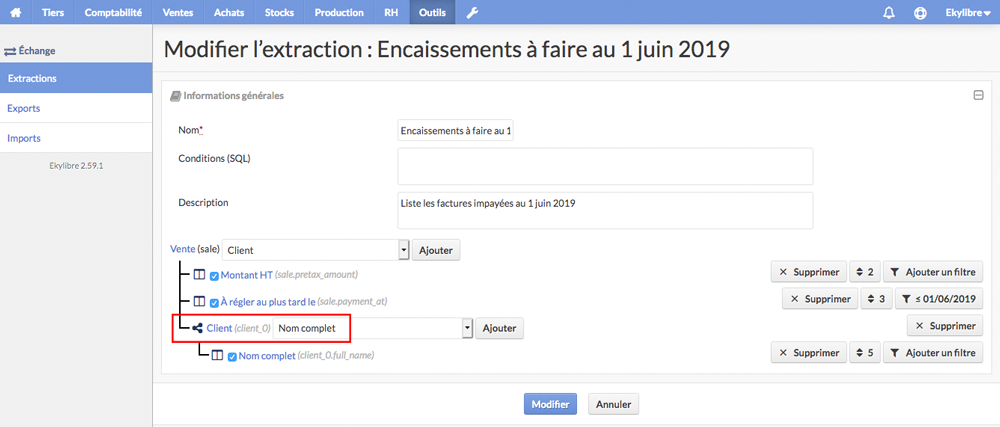 Tiers Comptabilité Ventes Achats Stocks Production RH Outils Ekylibre
Échange
Extractions
Exports
Imports
Ekylibre 2.59.1
Modifier l’extraction : Encaissements à faire au 1 juin 2019
Informations générales
Nom* Encaissements à faire au 1
Conditions (SQL)
Description Liste les factures impayées au 1 juin 2019
Vente (sale) Client Ajouter
Montant HT (sale.pretax_amount) Supprimer 2 Ajouter un filtre
À régler au plus tard le (sale.payment_at) Supprimer 3 ≤ 01/06/2019
Client (client_0) Nom complet Ajouter Supprimer
Nom complet (client_0.full_name) Supprimer 5 Ajouter un filtre
Modifier Annuler